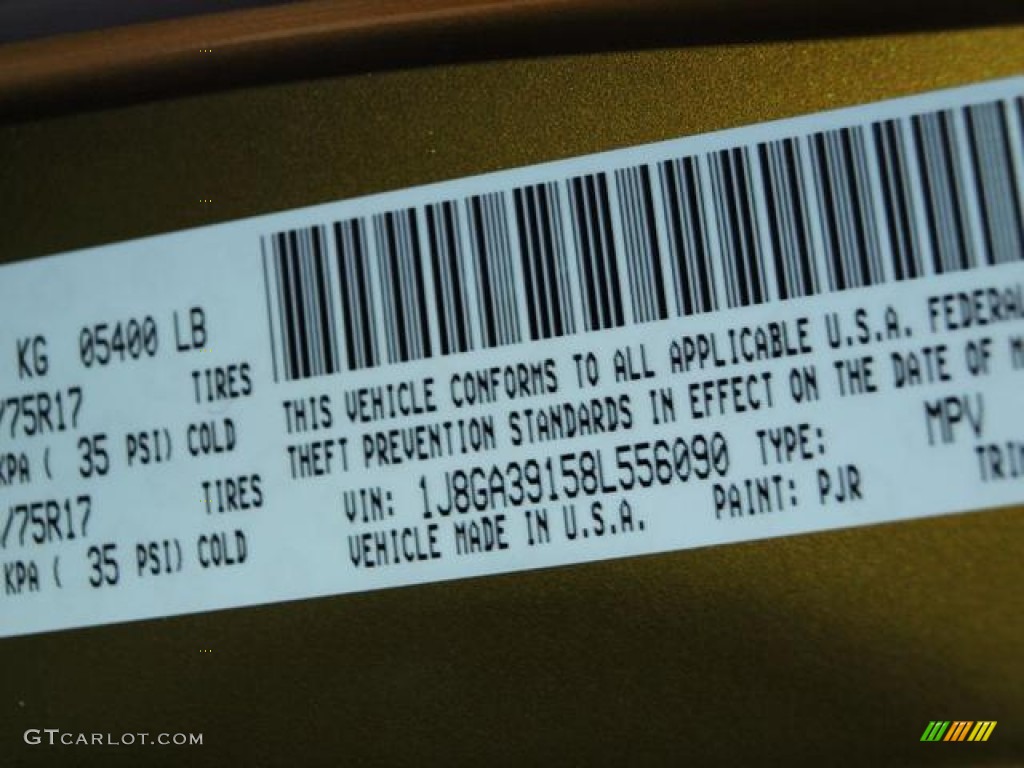 KG 05400 LB
/75R17 TIRES
KPA ( 35 PSI) COLD
/75R17 TIRES
KPA ( 35 PSI) COLD
THIS VEHICLE CONFORMS TO ALL APPLICABLE U.S.A. FEDERAL
THEFT PREVENTION STANDARDS IN EFFECT ON THE DATE OF M
VIN: 1J8GA39158L556090 TYPE: MPV
VEHICLE MADE IN U.S.A. PAINT: PJR TRI
GTCARLOT.COM